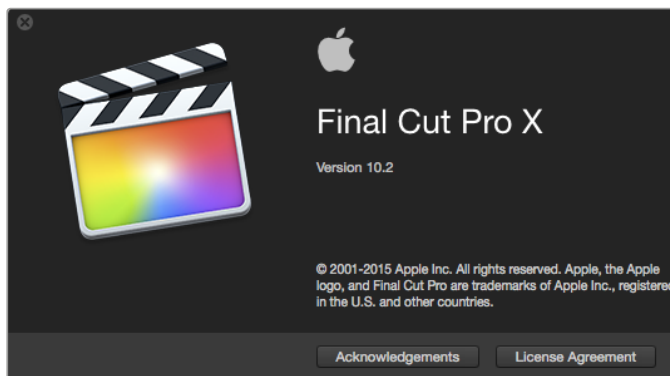 Final Cut Pro X
Version 10.2
© 2001-2015 Apple Inc. All rights reserved. Apple, the Apple
logo, and Final Cut Pro are trademarks of Apple Inc., registered
in the U.S. and other countries.
Acknowledgements
License Agreement